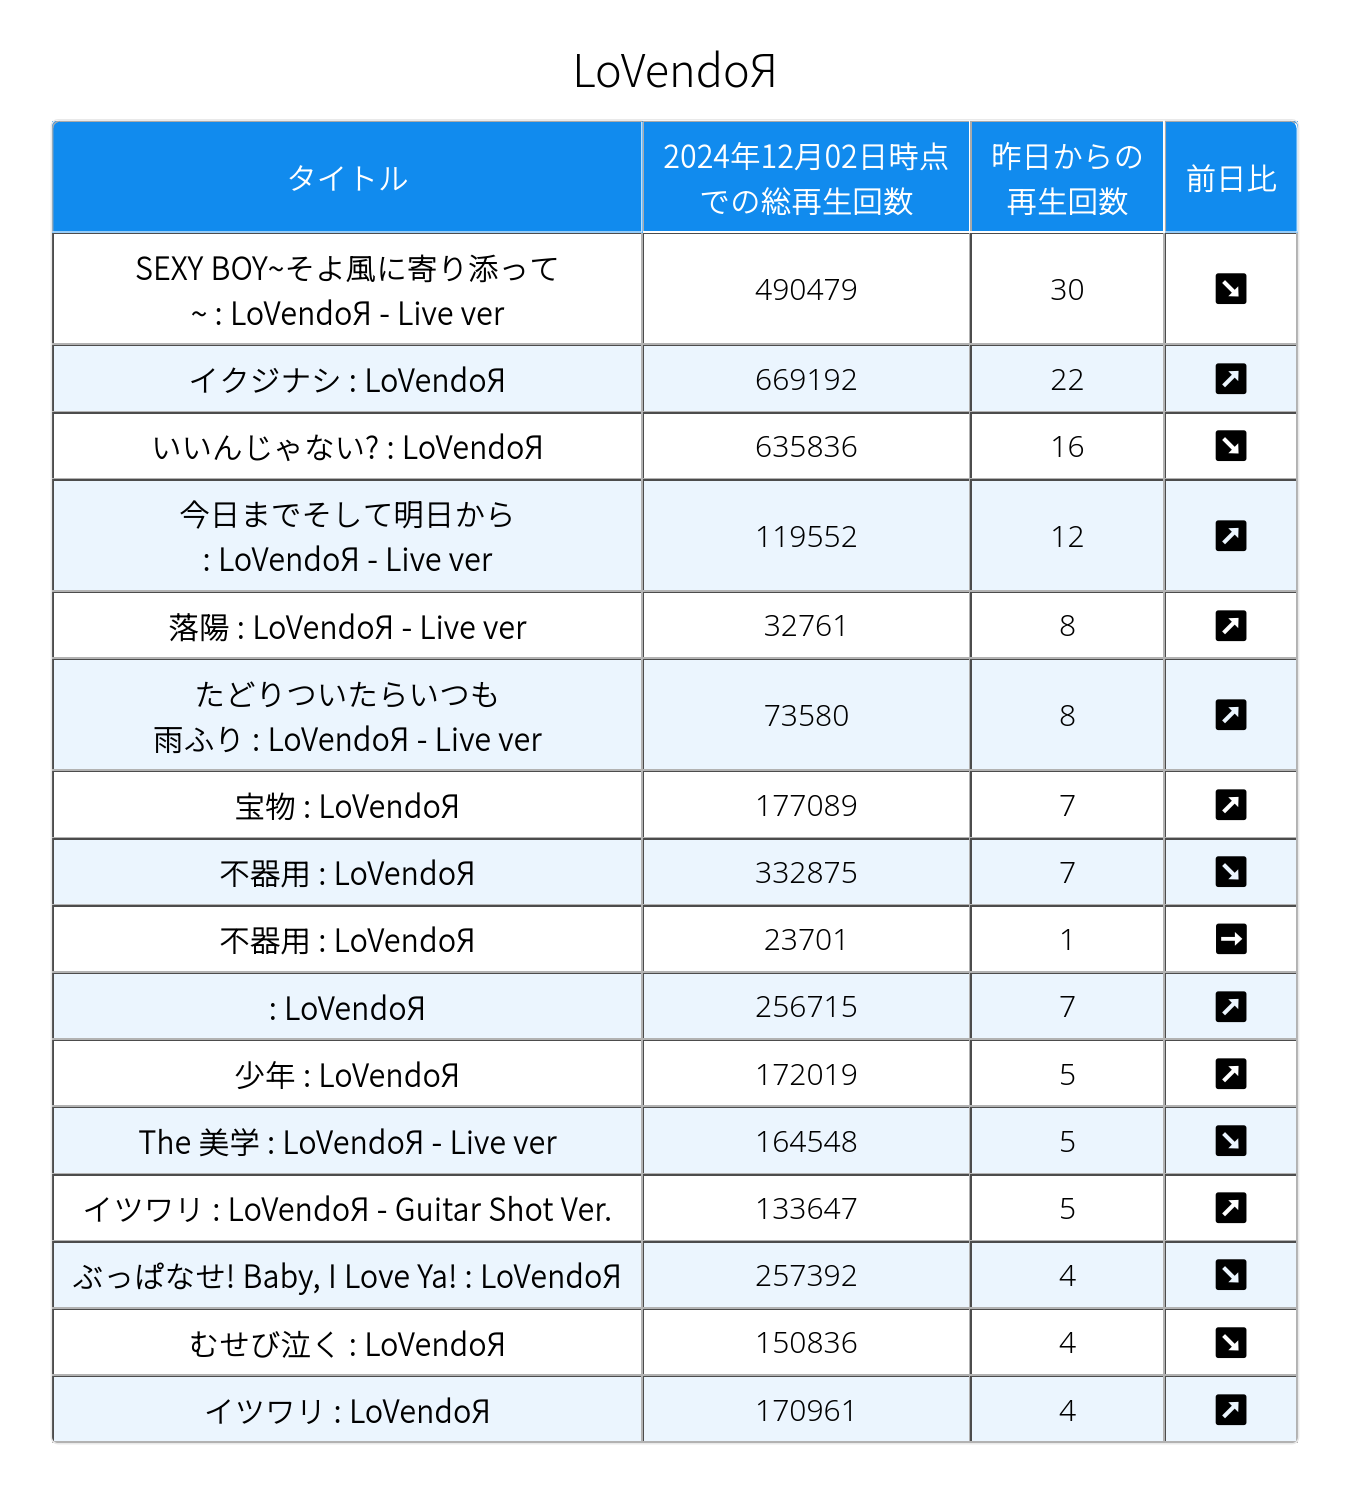 LoVendoЯ
タイトル
2024年12月02日時点
での総再生回数
昨日からの
再生回数
前日比
SEXY BOY~そよ風に寄り添って
~ : LoVendoЯ - Live ver
490479
30
イクジナシ : LoVendoЯ
669192
22
いいんじゃない? : LoVendoЯ
635836
16
今日までそして明日から
: LoVendoЯ - Live ver
119552
12
落陽 : LoVendoЯ - Live ver
32761
8
たどりついたらいつも
雨ふり : LoVendoЯ - Live ver
73580
8
宝物 : LoVendoЯ
177089
7
不器用 : LoVendoЯ
332875
7
不器用 : LoVendoЯ
23701
1
: LoVendoЯ
256715
7
少年 : LoVendoЯ
172019
5
The 美学 : LoVendoЯ - Live ver
164548
5
イツワリ : LoVendoЯ - Guitar Shot Ver.
133647
5
ぶっぱなせ! Baby, I Love Ya! : LoVendoЯ
257392
4
むせび泣く : LoVendoЯ
150836
4
イツワリ : LoVendoЯ
170961
4